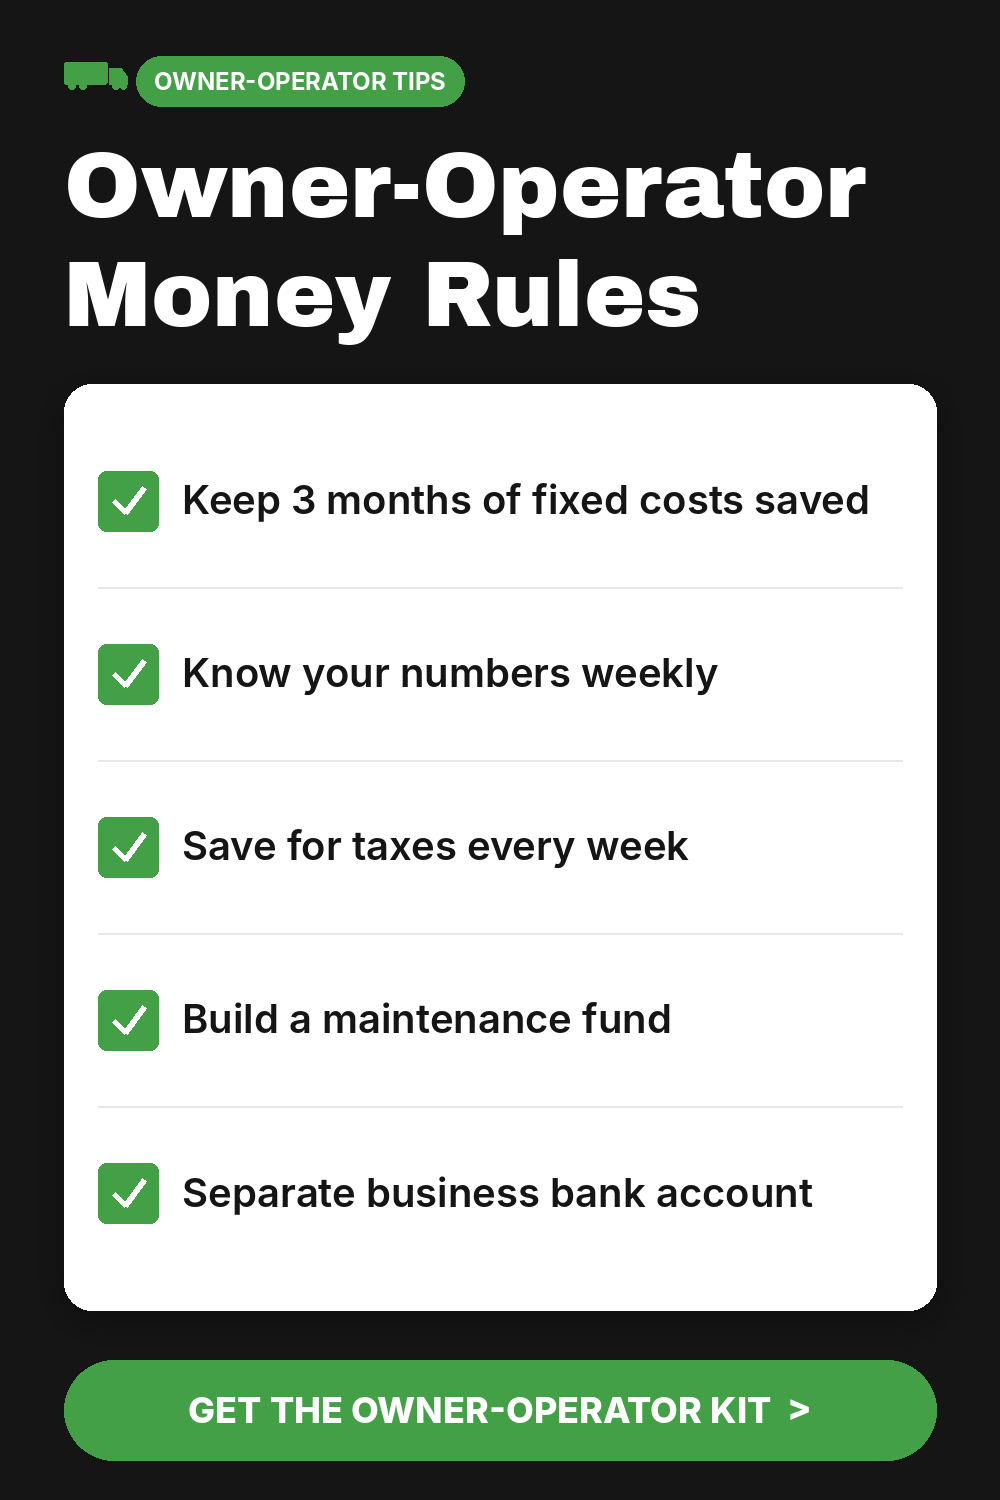 OWNER-OPERATOR TIPS
Owner-Operator
Money Rules
Keep 3 months of fixed costs saved
Know your numbers weekly
Save for taxes every week
Build a maintenance fund
Separate business bank account
GET THE OWNER-OPERATOR KIT >